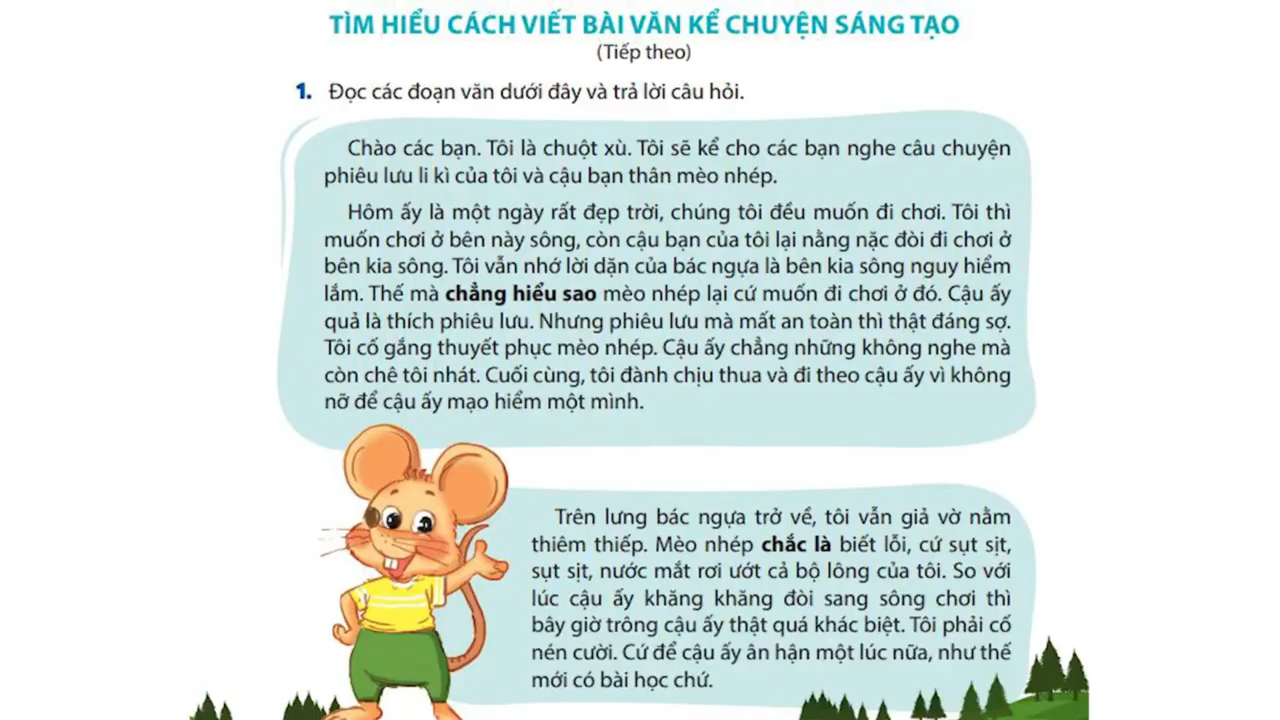 TÌM HIỂU CÁCH VIẾT BÀI VĂN KỂ CHUYỆN SÁNG TẠO
(Tiếp theo)
1. Đọc các đoạn văn dưới đây và trả lời câu hỏi.
Chào các bạn. Tôi là chuột xù. Tôi sẽ kể cho các bạn nghe câu chuyện
phiêu lưu li kì của tôi và cậu bạn thân mèo nhép.
Hôm ấy là một ngày rất đẹp trời, chúng tôi đều muốn đi chơi. Tôi thì
muốn chơi ở bên này sông, còn cậu bạn của tôi lại nằng nặc đòi đi chơi ở
bên kia sông. Tôi vẫn nhớ lời dặn của bác ngựa là bên kia sông nguy hiểm
lắm. Thế mà chẳng hiểu sao mèo nhép lại cứ muốn đi chơi ở đó. Cậu ấy
quả là thích phiêu lưu. Nhưng phiêu lưu mà mất an toàn thì thật đáng sợ.
Tôi cố gắng thuyết phục mèo nhép. Cậu ấy chẳng những không nghe mà
còn chê tôi nhát. Cuối cùng, tôi đành chịu thua và đi theo cậu ấy vì không
nỡ để cậu ấy mạo hiểm một mình.
Trên lưng bác ngựa trở về, tôi vẫn giả vờ nằm
thiêm thiếp. Mèo nhép chắc là biết lỗi, cứ sụt sịt,
sụt sịt, nước mắt rơi ướt cả bộ lông của tôi. So với
lúc cậu ấy khăng khăng đòi sang sông chơi thì
bây giờ trông cậu ấy thật quá khác biệt. Tôi phải cố
nén cười. Cứ để cậu ấy ân hận một lúc nữa, như thế
mới có bài học chứ.